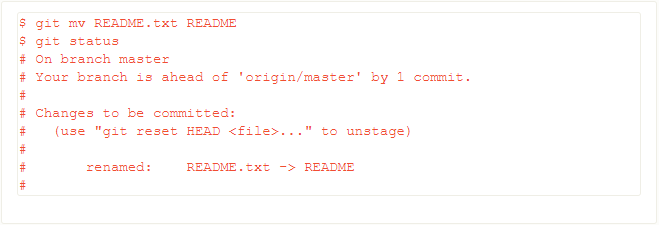 $ git mv README.txt README
$ git status
# On branch master
# Your branch is ahead of 'origin/master' by 1 commit.
#
# Changes to be committed:
#   (use "git reset HEAD <file>..." to unstage)
#
#       renamed:    README.txt -> README
#